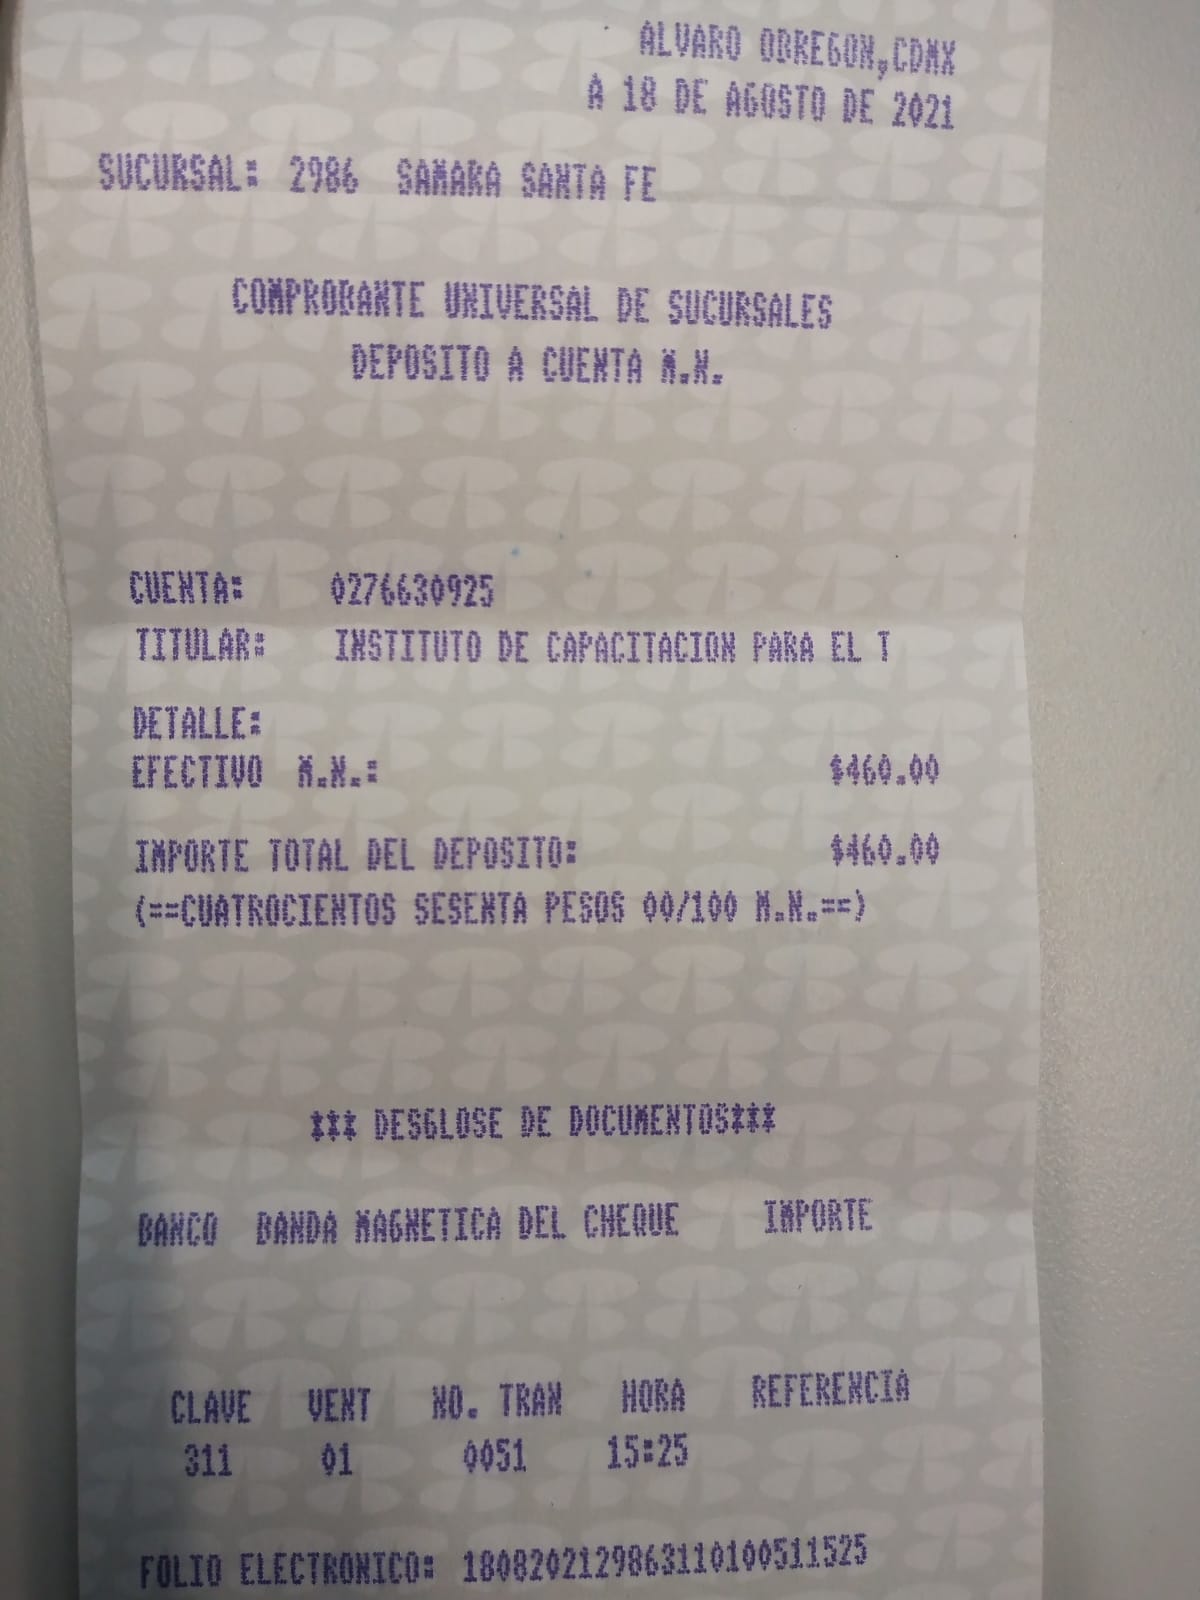 ALVARO OBREGON,CDMX
A 18 DE AGOSTO DE 2021
SUCURSAL: 2986 SAMARA SANTA FE
COMPROBANTE UNIVERSAL DE SUCURSALES
DEPOSITO A CUENTA M.N.
CUENTA: 0276630925
TITULAR: INSTITUTO DE CAPACITACION PARA EL T
DETALLE:
EFECTIVO M.N.: $460.00
IMPORTE TOTAL DEL DEPOSITO: $460.00
(==CUATROCIENTOS SESENTA PESOS 00/100 M.N.==)
*** DESGLOSE DE DOCUMENTOS***
BANCO BANDA MAGNETICA DEL CHEQUE IMPORTE
CLAVE VENT NO. TRAN HORA REFERENCIA
311 01 0051 15:25
FOLIO ELECTRONICO: 180820212986311010051​1525